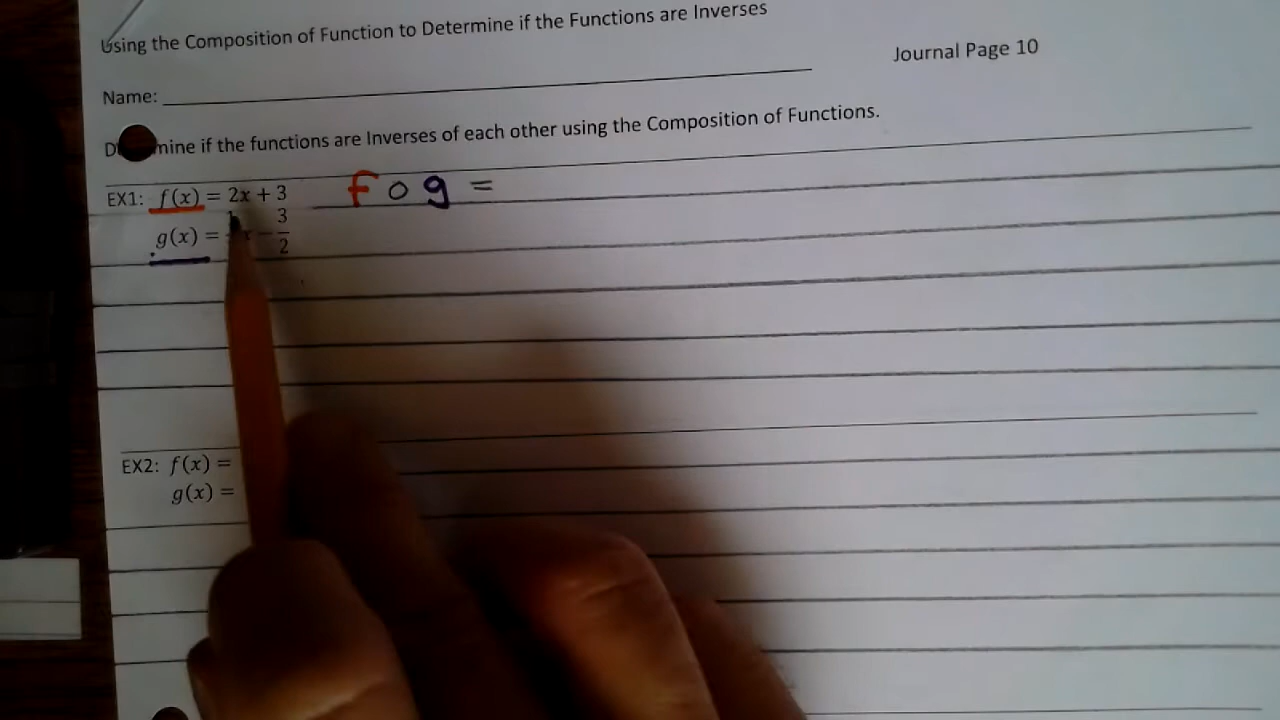 Using the Composition of Function to Determine if the Functions are Inverses
Journal Page 10
Name:
mine if the functions are Inverses of each other using the Composition of Functions.
EX1: f(x) = 2x + 3
f o g =
g(x) = x − 3/2
EX2: f(x) =
g(x) =